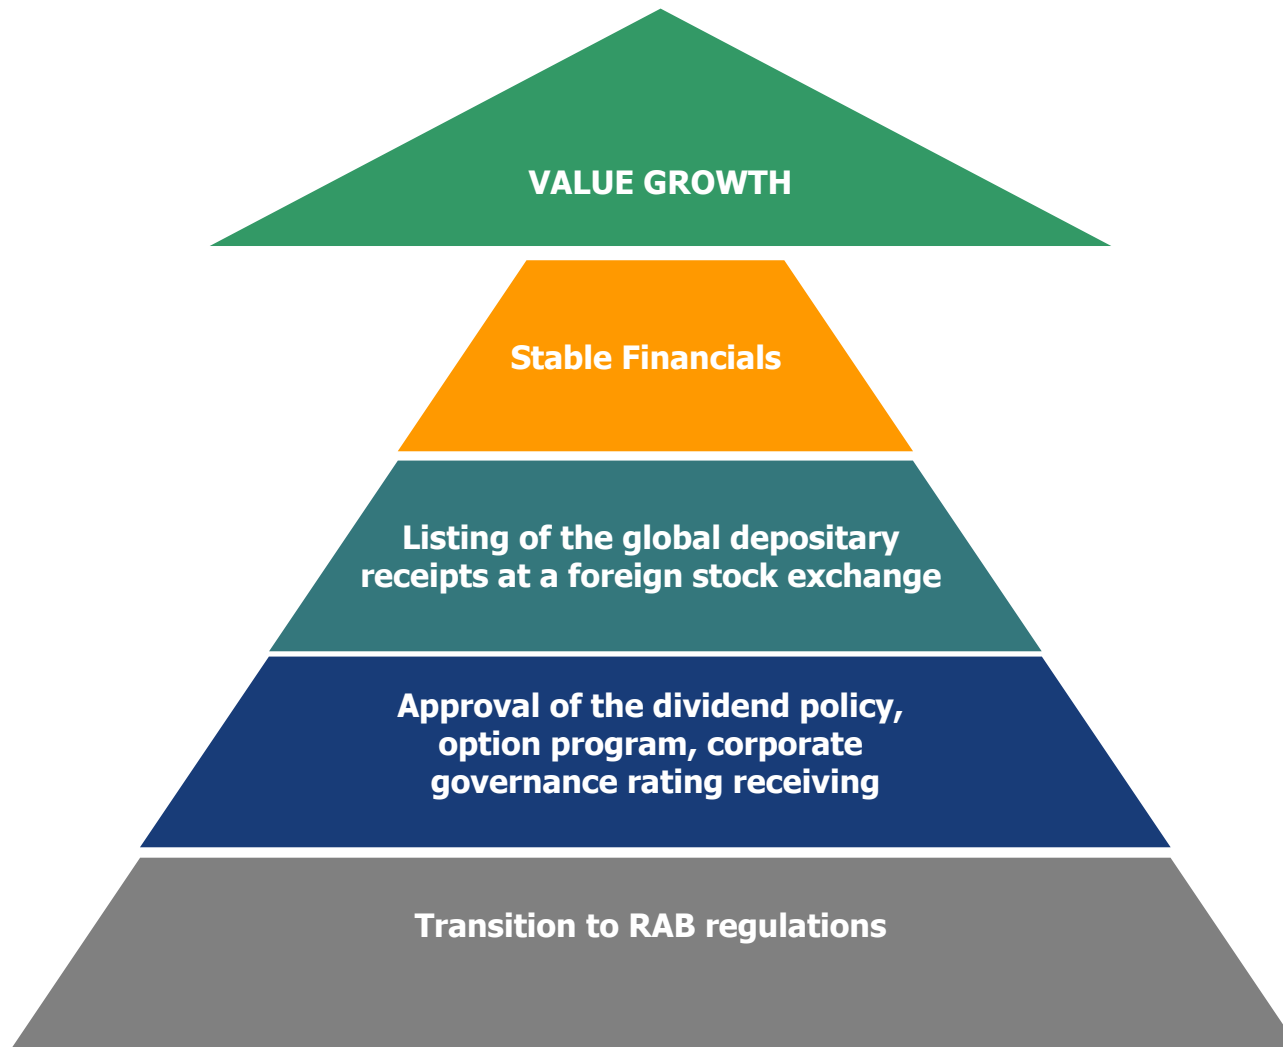 VALUE GROWTH
Stable Financials
Listing of the global depositary
receipts at a foreign stock exchange
Approval of the dividend policy,
option program, corporate
governance rating receiving
Transition to RAB regulations